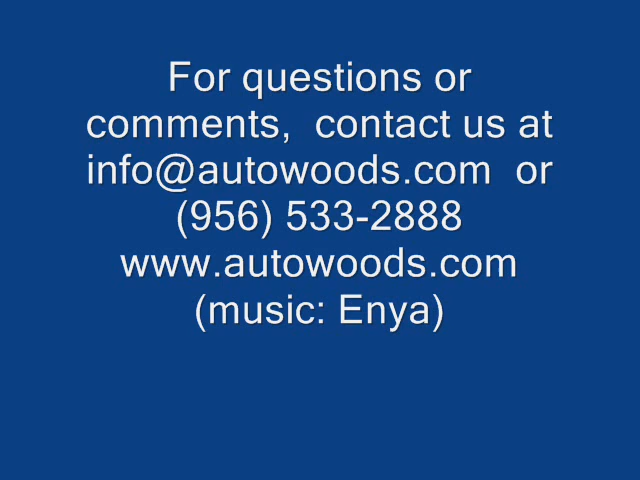 For questions or
comments,  contact us at
info@autowoods.com  or
(956) 533-2888
www.autowoods.com
(music: Enya)